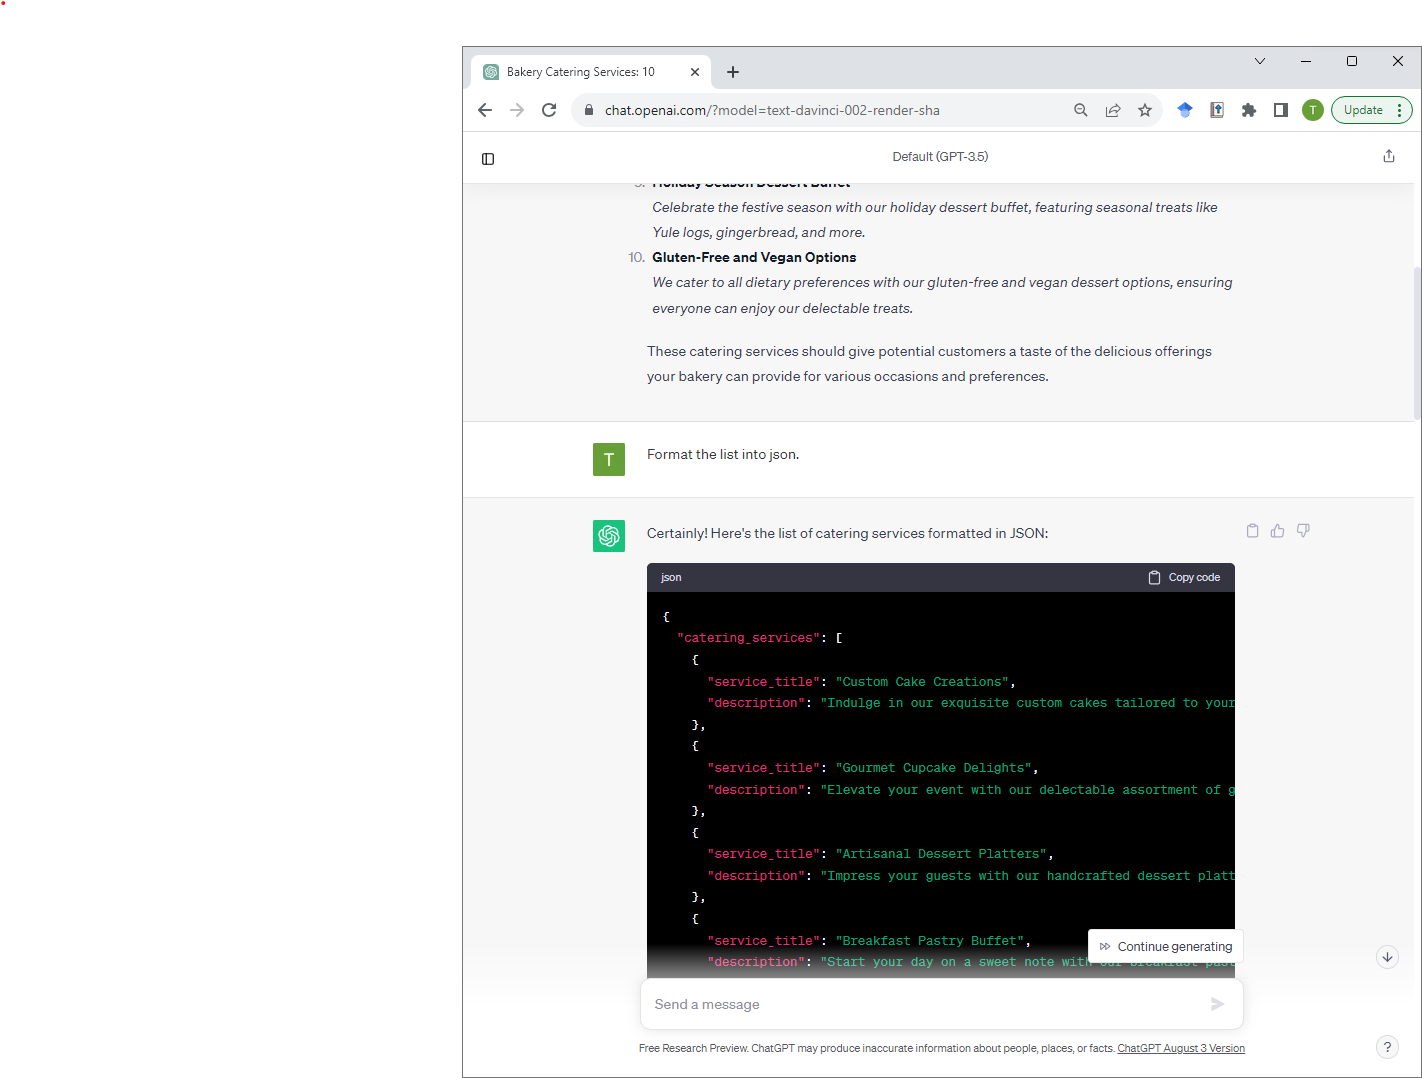 Bakery Catering Services: 10
chat.openai.com/?model=text-davinci-002-render-sha
T
Update
Default (GPT-3.5)
9. Holiday Season Dessert Buffet
Celebrate the festive season with our holiday dessert buffet, featuring seasonal treats like
Yule logs, gingerbread, and more.
10. Gluten-Free and Vegan Options
We cater to all dietary preferences with our gluten-free and vegan dessert options, ensuring
everyone can enjoy our delectable treats.
These catering services should give potential customers a taste of the delicious offerings
your bakery can provide for various occasions and preferences.
T
Format the list into json.
Certainly! Here's the list of catering services formatted in JSON:
json
Copy code
{
"catering_services": [
{
"service_title": "Custom Cake Creations",
"description": "Indulge in our exquisite custom cakes tailored to your
},
{
"service_title": "Gourmet Cupcake Delights",
"description": "Elevate your event with our delectable assortment of g
},
{
"service_title": "Artisanal Dessert Platters",
"description": "Impress your guests with our handcrafted dessert platt
},
{
"service_title": "Breakfast Pastry Buffet",
"description": "Start your day on a sweet note with our breakfast past
Continue generating
Send a message
Free Research Preview. ChatGPT may produce inaccurate information about people, places, or facts. ChatGPT August 3 Version
?